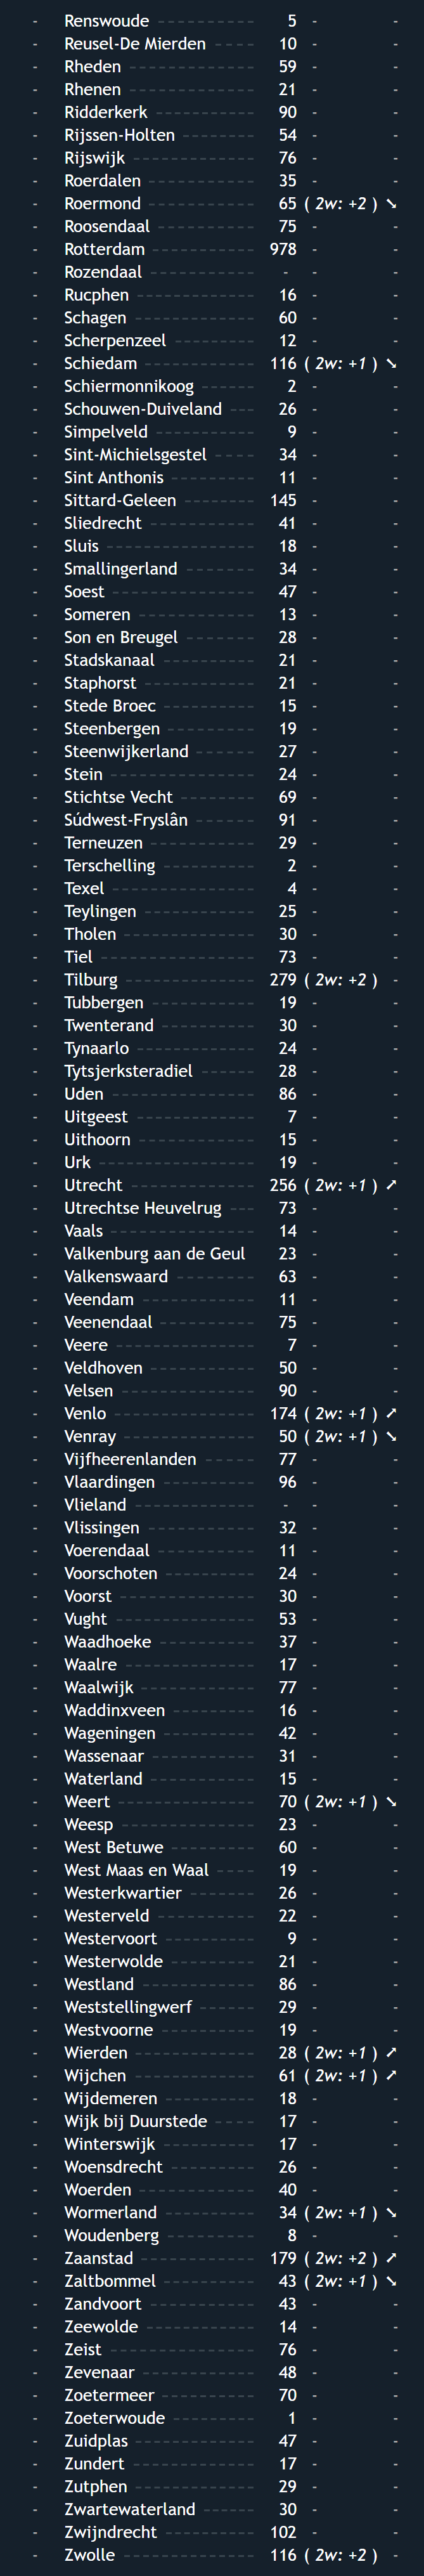 - Renswoude ---------- 5 - -
- Reusel-De Mierden ---- 10 - -
- Rheden ------------- 59 - -
- Rhenen ------------- 21 - -
- Ridderkerk ---------- 90 - -
- Rijssen-Holten -------- 54 - -
- Rijswijk ------------ 76 - -
- Roerdalen ----------- 35 - -
- Roermond ----------- 65 ( 2w: +2 ) ➘
- Roosendaal ---------- 75 - -
- Rotterdam ----------- 978 - -
- Rozendaal ----------- - - -
- Rucphen ------------ 16 - -
- Schagen ------------- 60 - -
- Scherpenzeel -------- 12 - -
- Schiedam ----------- 116 ( 2w: +1 ) ➘
- Schiermonnikoog ----- 2 - -
- Schouwen-Duiveland --- 26 - -
- Simpelveld ---------- 9 - -
- Sint-Michielsgestel ---- 34 - -
- Sint Anthonis -------- 11 - -
- Sittard-Geleen ------- 145 - -
- Sliedrecht ----------- 41 - -
- Sluis --------------- 18 - -
- Smallingerland ------- 34 - -
- Soest --------------- 47 - -
- Someren ------------ 13 - -
- Son en Breugel ------- 28 - -
- Stadskanaal --------- 21 - -
- Staphorst ----------- 21 - -
- Stede Broec --------- 15 - -
- Steenbergen --------- 19 - -
- Steenwijkerland ------ 27 - -
- Stein --------------- 24 - -
- Stichtse Vecht -------- 69 - -
- Súdwest-Fryslân ------ 91 - -
- Terneuzen ----------- 29 - -
- Terschelling ---------- 2 - -
- Texel -------------- 4 - -
- Teylingen ----------- 25 - -
- Tholen ------------- 30 - -
- Tiel ---------------- 73 - -
- Tilburg ------------- 279 ( 2w: +2 ) -
- Tubbergen ----------- 19 - -
- Twenterand ---------- 30 - -
- Tynaarlo ------------ 24 - -
- Tytsjerksteradiel ------ 28 - -
- Uden --------------- 86 - -
- Uitgeest ------------ 7 - -
- Uithoorn ------------ 15 - -
- Urk ---------------- 19 - -
- Utrecht ------------- 256 ( 2w: +1 ) ➚
- Utrechtse Heuvelrug --- 73 - -
- Vaals --------------- 14 - -
- Valkenburg aan de Geul 23 - -
- Valkenswaard -------- 63 - -
- Veendam ------------ 11 - -
- Veenendaal ---------- 75 - -
- Veere -------------- 7 - -
- Veldhoven ----------- 50 - -
- Velsen ------------- 90 - -
- Venlo -------------- 174 ( 2w: +1 ) ➚
- Venray ------------- 50 ( 2w: +1 ) ➘
- Vijfheerenlanden ----- 77 - -
- Vlaardingen ---------- 96 - -
- Vlieland ------------ - - -
- Vlissingen ----------- 32 - -
- Voerendaal ---------- 11 - -
- Voorschoten --------- 24 - -
- Voorst ------------- 30 - -
- Vught -------------- 53 - -
- Waadhoeke ---------- 37 - -
- Waalre ------------- 17 - -
- Waalwijk ------------ 77 - -
- Waddinxveen -------- 16 - -
- Wageningen --------- 42 - -
- Wassenaar ---------- 31 - -
- Waterland ----------- 15 - -
- Weert -------------- 70 ( 2w: +1 ) ➘
- Weesp -------------- 23 - -
- West Betuwe -------- 60 - -
- West Maas en Waal ---- 19 - -
- Westerkwartier ------- 26 - -
- Westerveld ---------- 22 - -
- Westervoort --------- 9 - -
- Westerwolde --------- 21 - -
- Westland ------------ 86 - -
- Weststellingwerf ------ 29 - -
- Westvoorne ---------- 19 - -
- Wierden ------------ 28 ( 2w: +1 ) ➚
- Wijchen ------------- 61 ( 2w: +1 ) ➚
- Wijdemeren --------- 18 - -
- Wijk bij Duurstede ---- 17 - -
- Winterswijk ---------- 17 - -
- Woensdrecht --------- 26 - -
- Woerden ------------ 40 - -
- Wormerland --------- 34 ( 2w: +1 ) ➘
- Woudenberg --------- 8 - -
- Zaanstad ------------ 179 ( 2w: +2 ) ➚
- Zaltbommel ---------- 43 ( 2w: +1 ) ➘
- Zandvoort ----------- 43 - -
- Zeewolde ----------- 14 - -
- Zeist --------------- 76 - -
- Zevenaar ------------ 48 - -
- Zoetermeer ---------- 70 - -
- Zoeterwoude --------- 1 - -
- Zuidplas ------------ 47 - -
- Zundert ------------- 17 - -
- Zutphen ------------ 29 - -
- Zwartewaterland ------ 30 - -
- Zwijndrecht --------- 102 - -
- Zwolle ------------- 116 ( 2w: +2 ) -